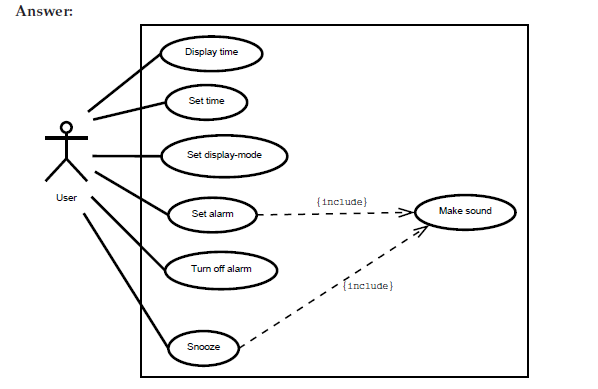 Answer:
Display time
Set time
Set display-mode
User
Set alarm
{include}
Make sound
Turn off alarm
{include}
Snooze